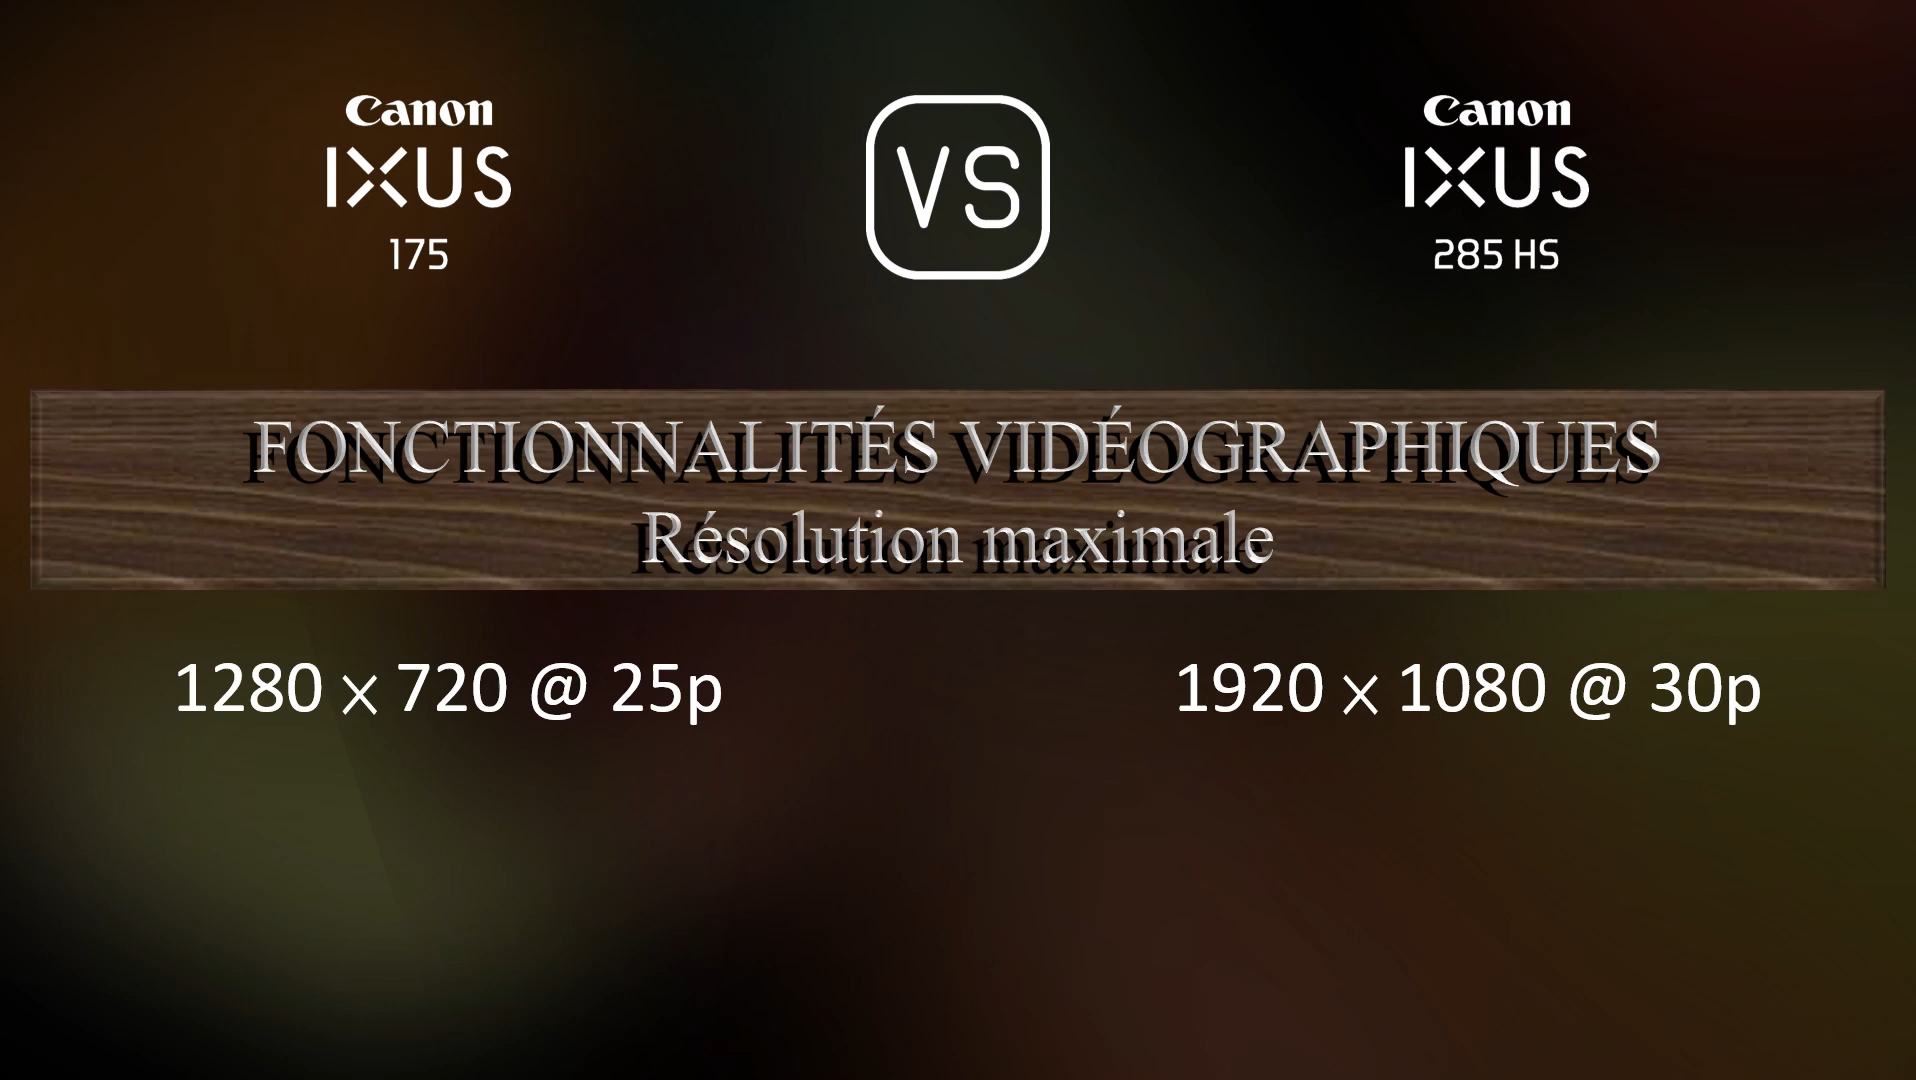 Canon
IXUS
175
VS
Canon
IXUS
285 HS
FONCTIONNALITÉS VIDÉOGRAPHIQUES
Résolution maximale
1280 x 720 @ 25p
1920 x 1080 @ 30p